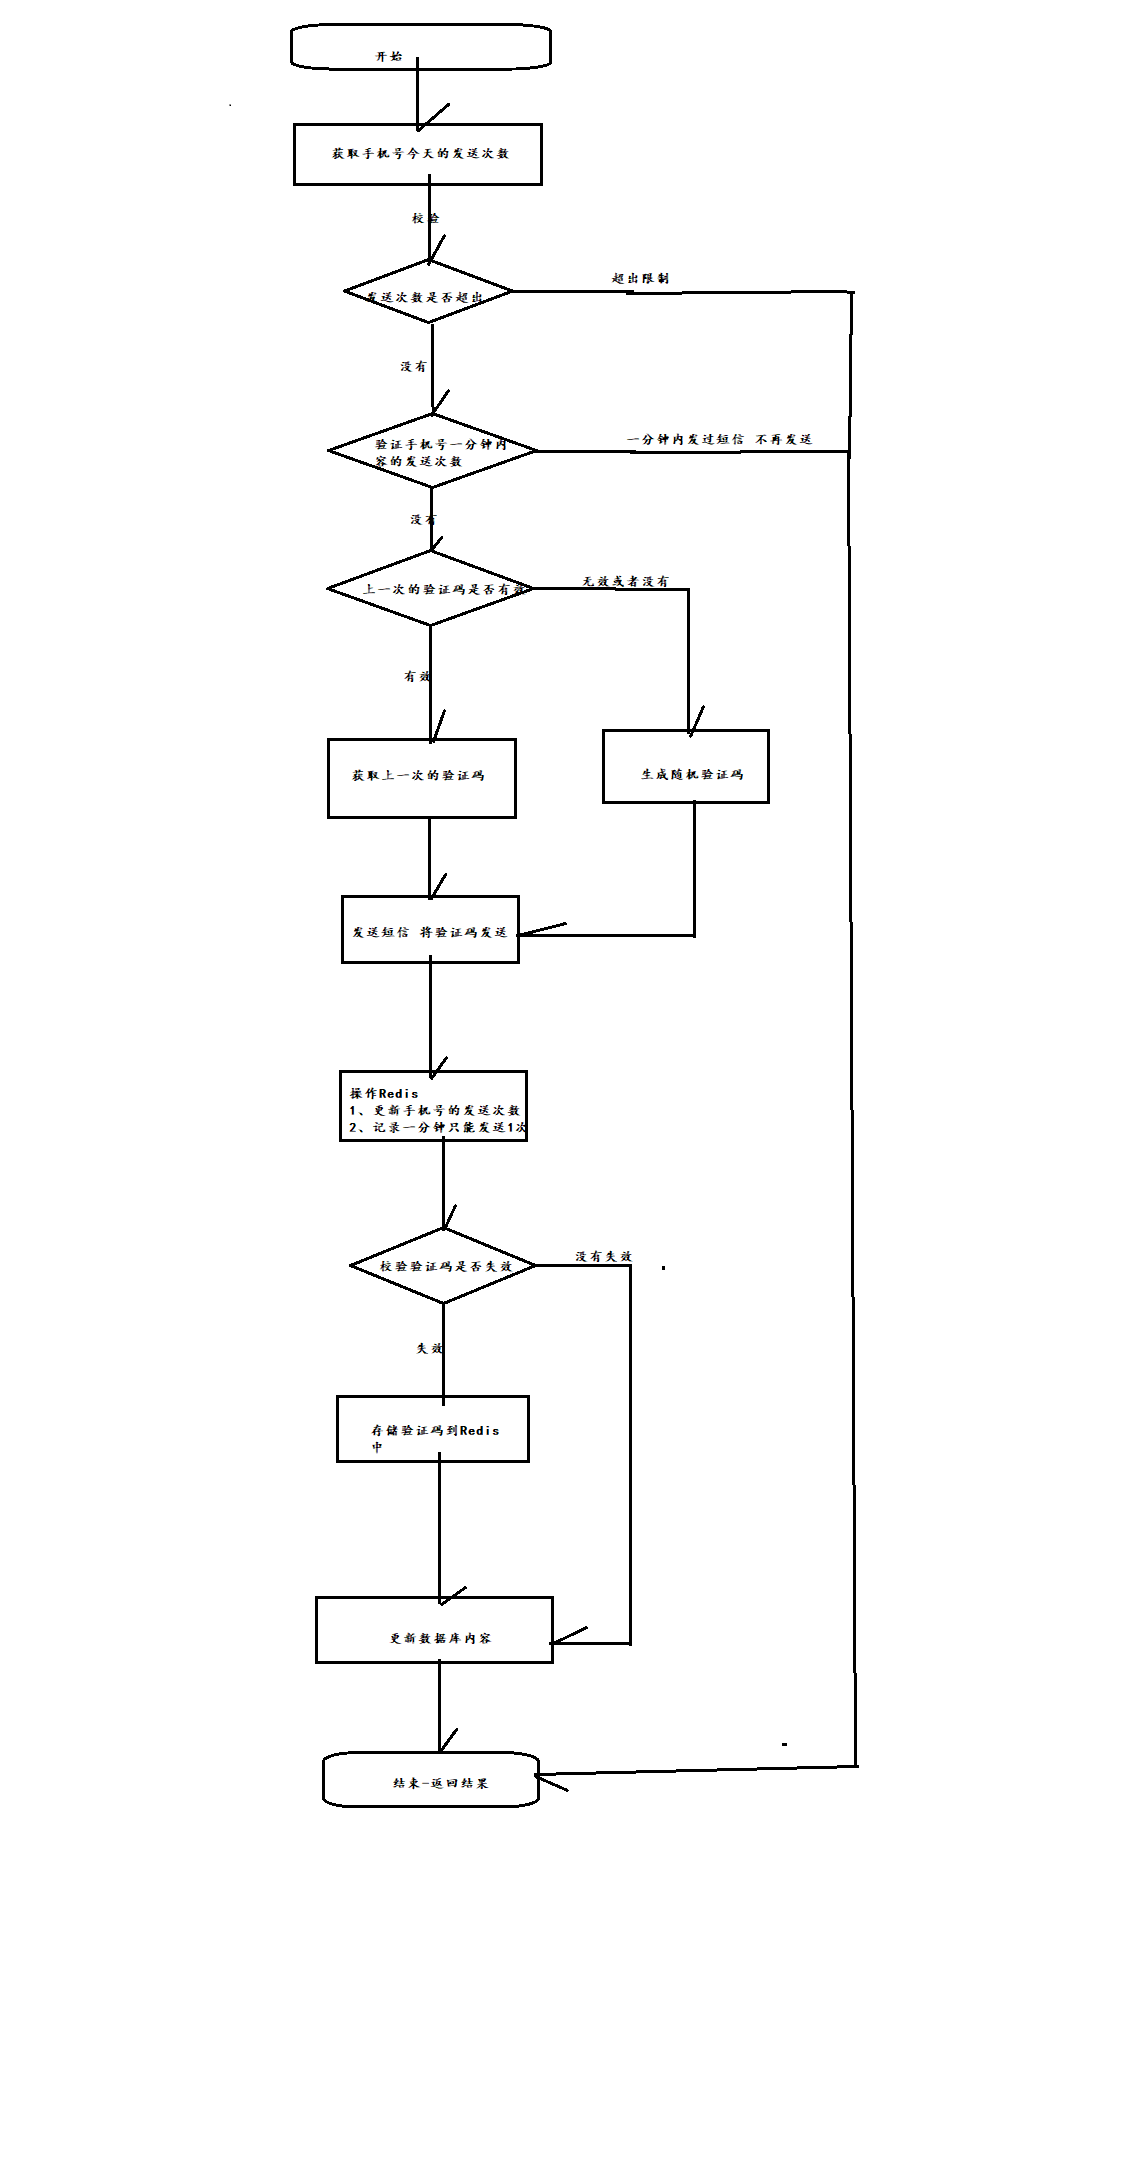 开始
获取手机号今天的发送次数
校验
发送次数是否超出
超出限制
没有
验证手机号一分钟内
容的发送次数
一分钟内发过短信 不再发送
没有
上一次的验证码是否有效
无效或者没有
有效
获取上一次的验证码
生成随机验证码
发送短信 将验证码发送
操作Redis
1、更新手机号的发送次数
2、记录一分钟只能发送1次
校验验证码是否失效
没有失效
失效
存储验证码到Redis
中
更新数据库内容
结束-返回结果